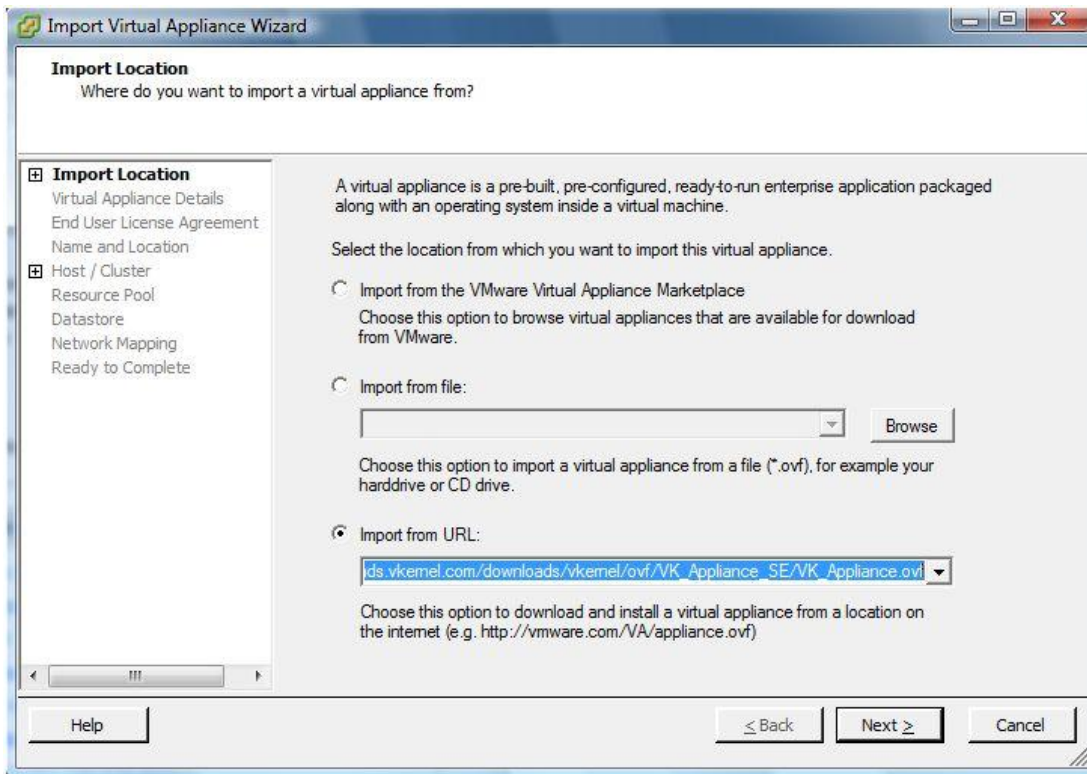 Import Virtual Appliance Wizard
Import Location
Where do you want to import a virtual appliance from?
Import Location
Virtual Appliance Details
End User License Agreement
Name and Location
Host / Cluster
Resource Pool
Datastore
Network Mapping
Ready to Complete
A virtual appliance is a pre-built, pre-configured, ready-to-run enterprise application packaged
along with an operating system inside a virtual machine.
Select the location from which you want to import this virtual appliance.
Import from the VMware Virtual Appliance Marketplace
Choose this option to browse virtual appliances that are available for download
from VMware.
Import from file:
Browse
Choose this option to import a virtual appliance from a file (*.ovf), for example your
harddrive or CD drive.
Import from URL:
ds.vkernel.com/downloads/vkernel/ovf/VK_Appliance_SE/VK_Appliance.ovf
Choose this option to download and install a virtual appliance from a location on
the internet (e.g. http://vmware.com/VA/appliance.ovf)
Help
< Back
Next >
Cancel